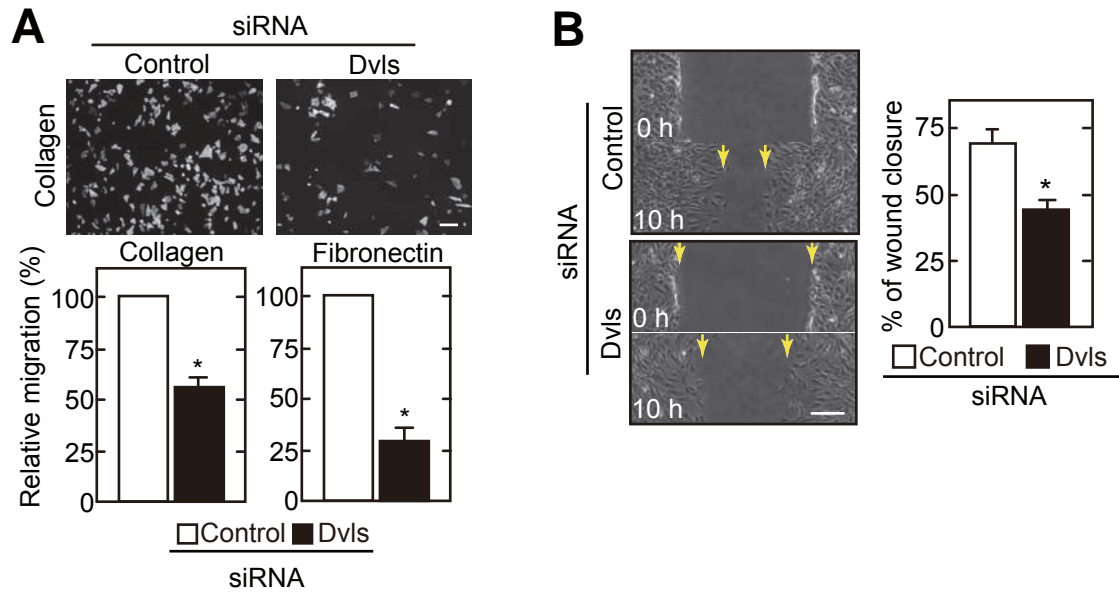 A
siRNA
Control
Dvls
Collagen
Collagen
Fibronectin
Relative migration (%)
100
75
50
25
0
100
75
50
25
0
*
*
Control
Dvls
siRNA
B
siRNA
Control
0 h
10 h
Dvls
0 h
10 h
% of wound closure
75
50
25
0
*
Control
Dvls
siRNA